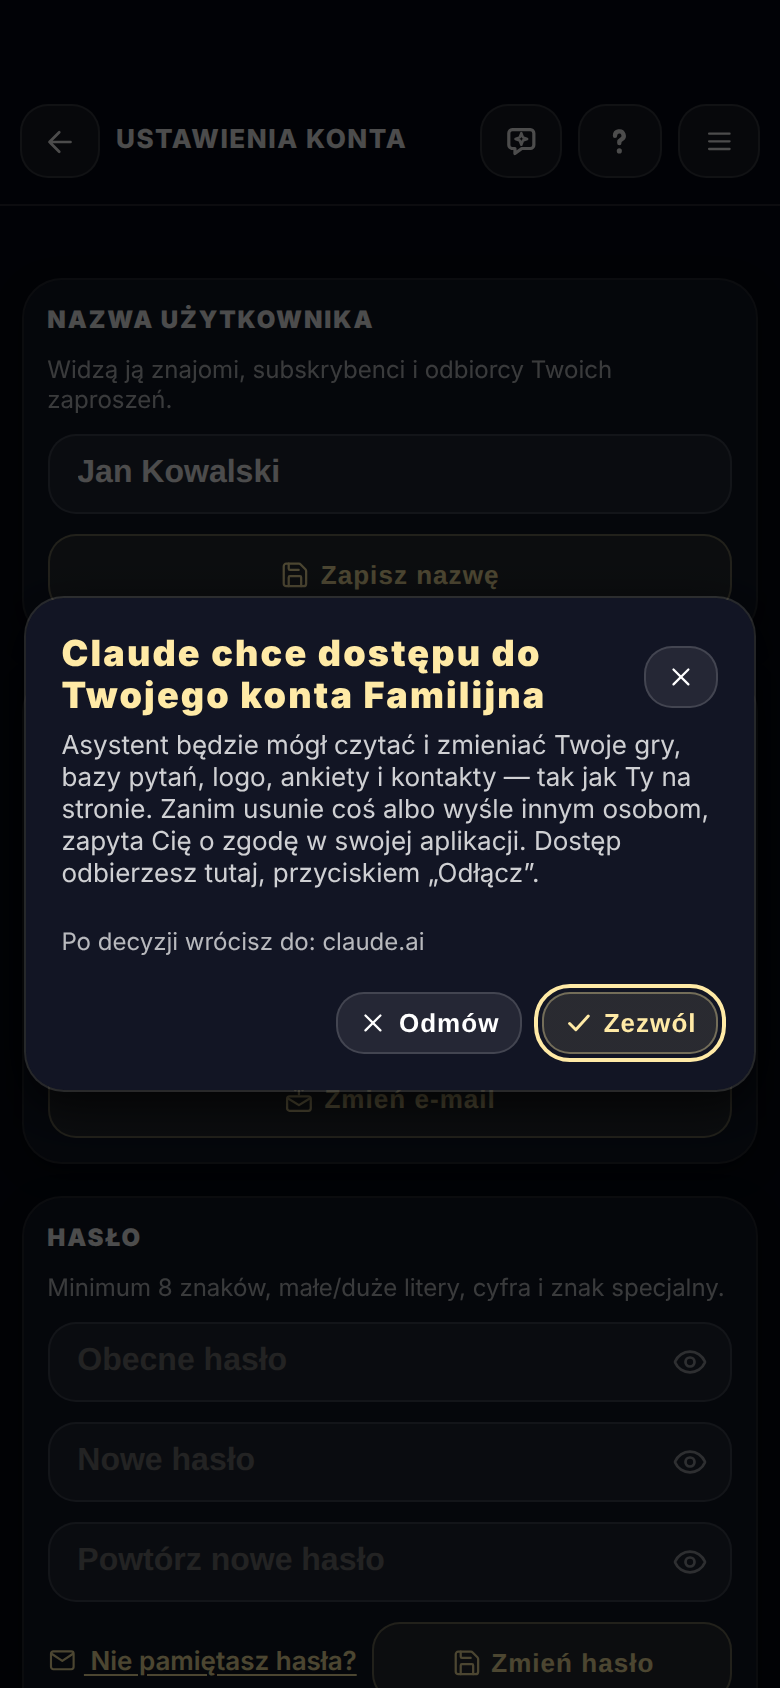 USTAWIENIA KONTA
?
NAZWA UŻYTKOWNIKA
Widzą ją znajomi, subskrybenci i odbiorcy Twoich
zaproszeń.
Jan Kowalski
Zapisz nazwę
Claude chce dostępu do
Twojego konta Familijna
Asystent będzie mógł czytać i zmieniać Twoje gry,
bazy pytań, logo, ankiety i kontakty — tak jak Ty na
stronie. Zanim usunie coś albo wyśle innym osobom,
zapyta Cię o zgodę w swojej aplikacji. Dostęp
odbierzesz tutaj, przyciskiem „Odłącz”.
Po decyzji wrócisz do: claude.ai
Odmów
Zezwól
Zmień e-mail
HASŁO
Minimum 8 znaków, małe/duże litery, cyfra i znak specjalny.
Obecne hasło
Nowe hasło
Powtórz nowe hasło
Nie pamiętasz hasła?
Zmień hasło